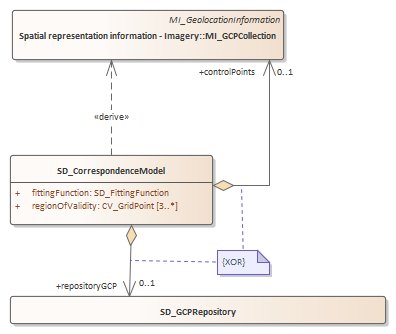 MI_GeolocationInformation
Spatial representation information - Imagery::MI_GCPCollection
+controlPoints
0..1
«derive»
SD_CorrespondenceModel
+ fittingFunction: SD_FittingFunction
+ regionOfValidity: CV_GridPoint [3..*]
{XOR}
+repositoryGCP
0..1
SD_GCPRepository